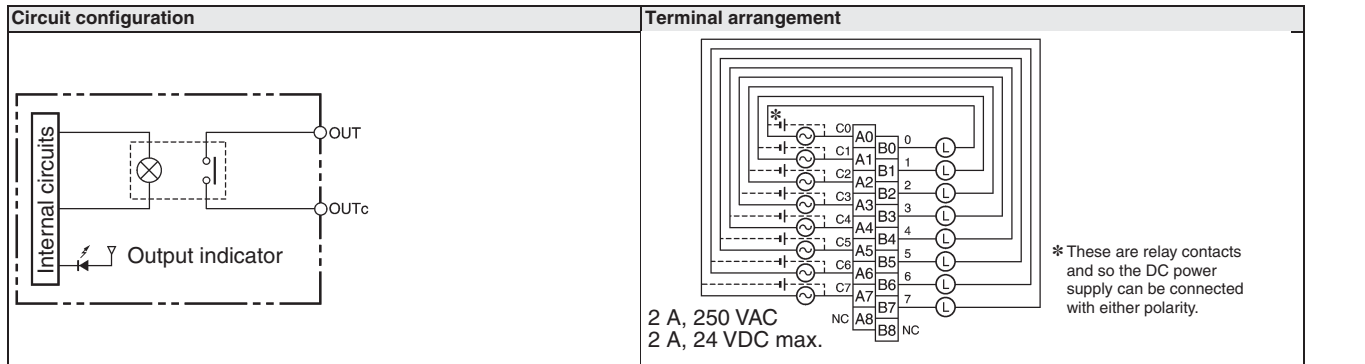 Circuit configuration
Terminal arrangement
Internal circuits
OUT
OUTc
Output indicator
*
C0 A0 B0 0 L
C1 A1 B1 1 L
C2 A2 B2 2 L
C3 A3 B3 3 L
C4 A4 B4 4 L
C5 A5 B5 5 L
C6 A6 B6 6 L
C7 A7 B7 7 L
NC A8 B8 NC
2 A, 250 VAC
2 A, 24 VDC max.
* These are relay contacts
and so the DC power
supply can be connected
with either polarity.